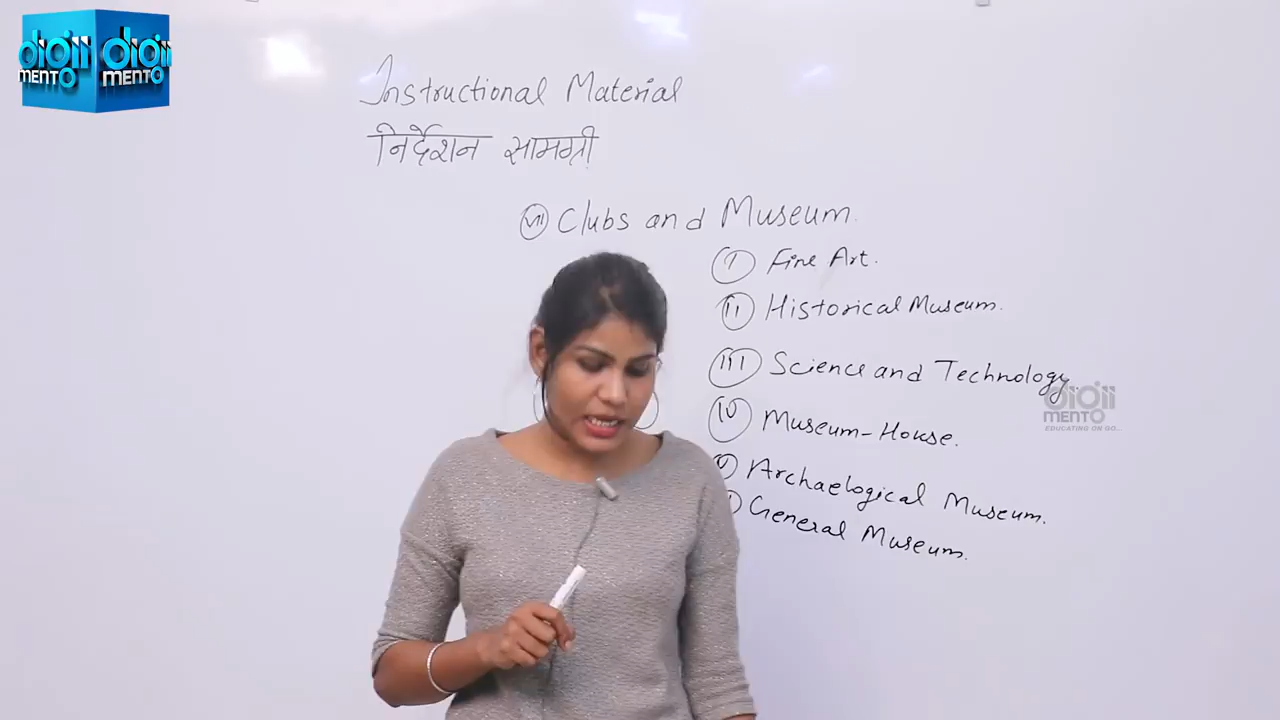 digii digii
MENTO MENTO
Instructional Material
निर्देशन सामग्री
VII Clubs and Museum.
I Fine Art.
II Historical Museum.
III Science and Technology
IV Museum-House.
V Archaelogical Museum.
General Museum.
digii
MENTO
EDUCATING ON GO...